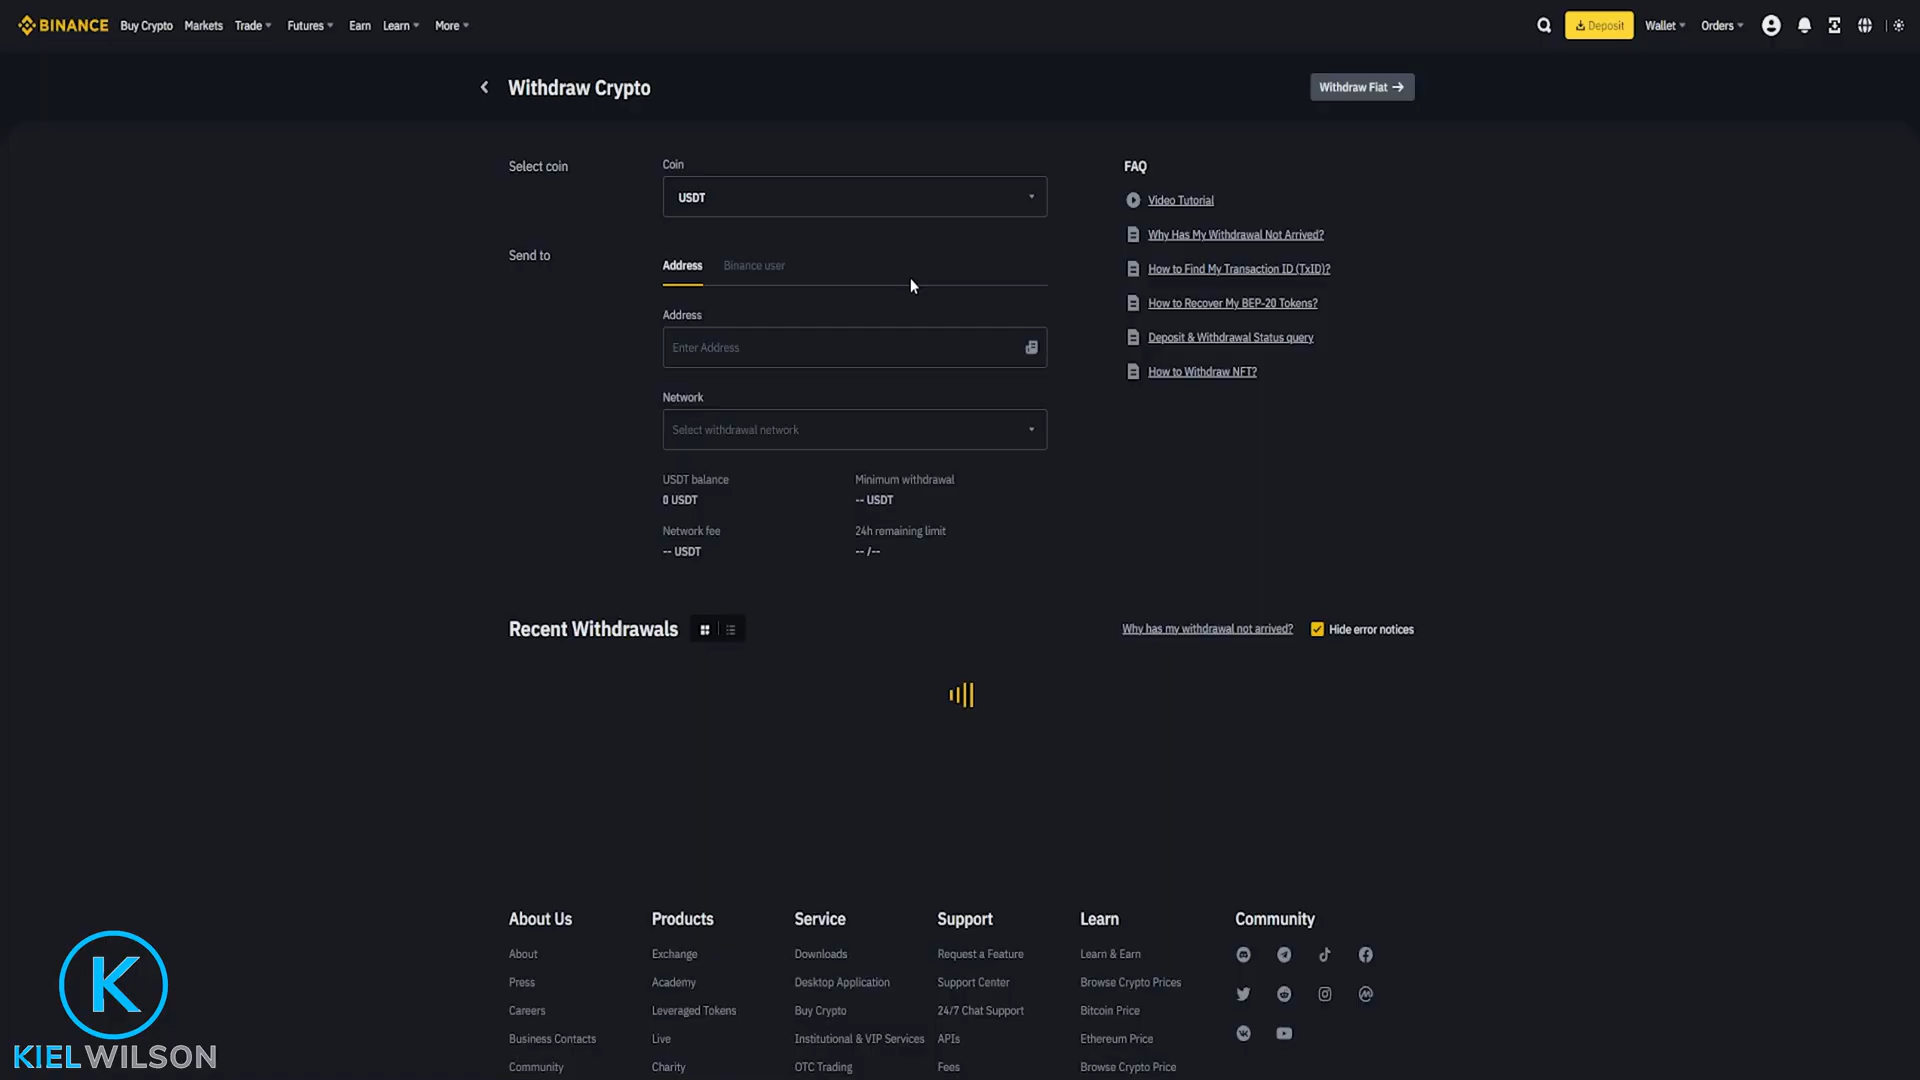 BINANCE Buy Crypto Markets Trade Futures Earn Learn More Deposit Wallet Orders
Withdraw Crypto
Withdraw Fiat →
Select coin
Coin
USDT
Send to
Address Binance user
Address
Enter Address
Network
Select withdrawal network
USDT balance Minimum withdrawal
0 USDT -- USDT
Network fee 24h remaining limit
-- USDT -- /--
FAQ
Video Tutorial
Why Has My Withdrawal Not Arrived?
How to Find My Transaction ID (TxID)?
How to Recover My BEP-20 Tokens?
Deposit & Withdrawal Status query
How to Withdraw NFT?
Recent Withdrawals
Why has my withdrawal not arrived? Hide error notices
About Us
About
Press
Careers
Business Contacts
Community
Products
Exchange
Academy
Leveraged Tokens
Live
Charity
Service
Downloads
Desktop Application
Buy Crypto
Institutional & VIP Services
OTC Trading
Support
Request a Feature
Support Center
24/7 Chat Support
APIs
Fees
Learn
Learn & Earn
Browse Crypto Prices
Bitcoin Price
Ethereum Price
Browse Crypto Price
Community
K
KIELWILSON